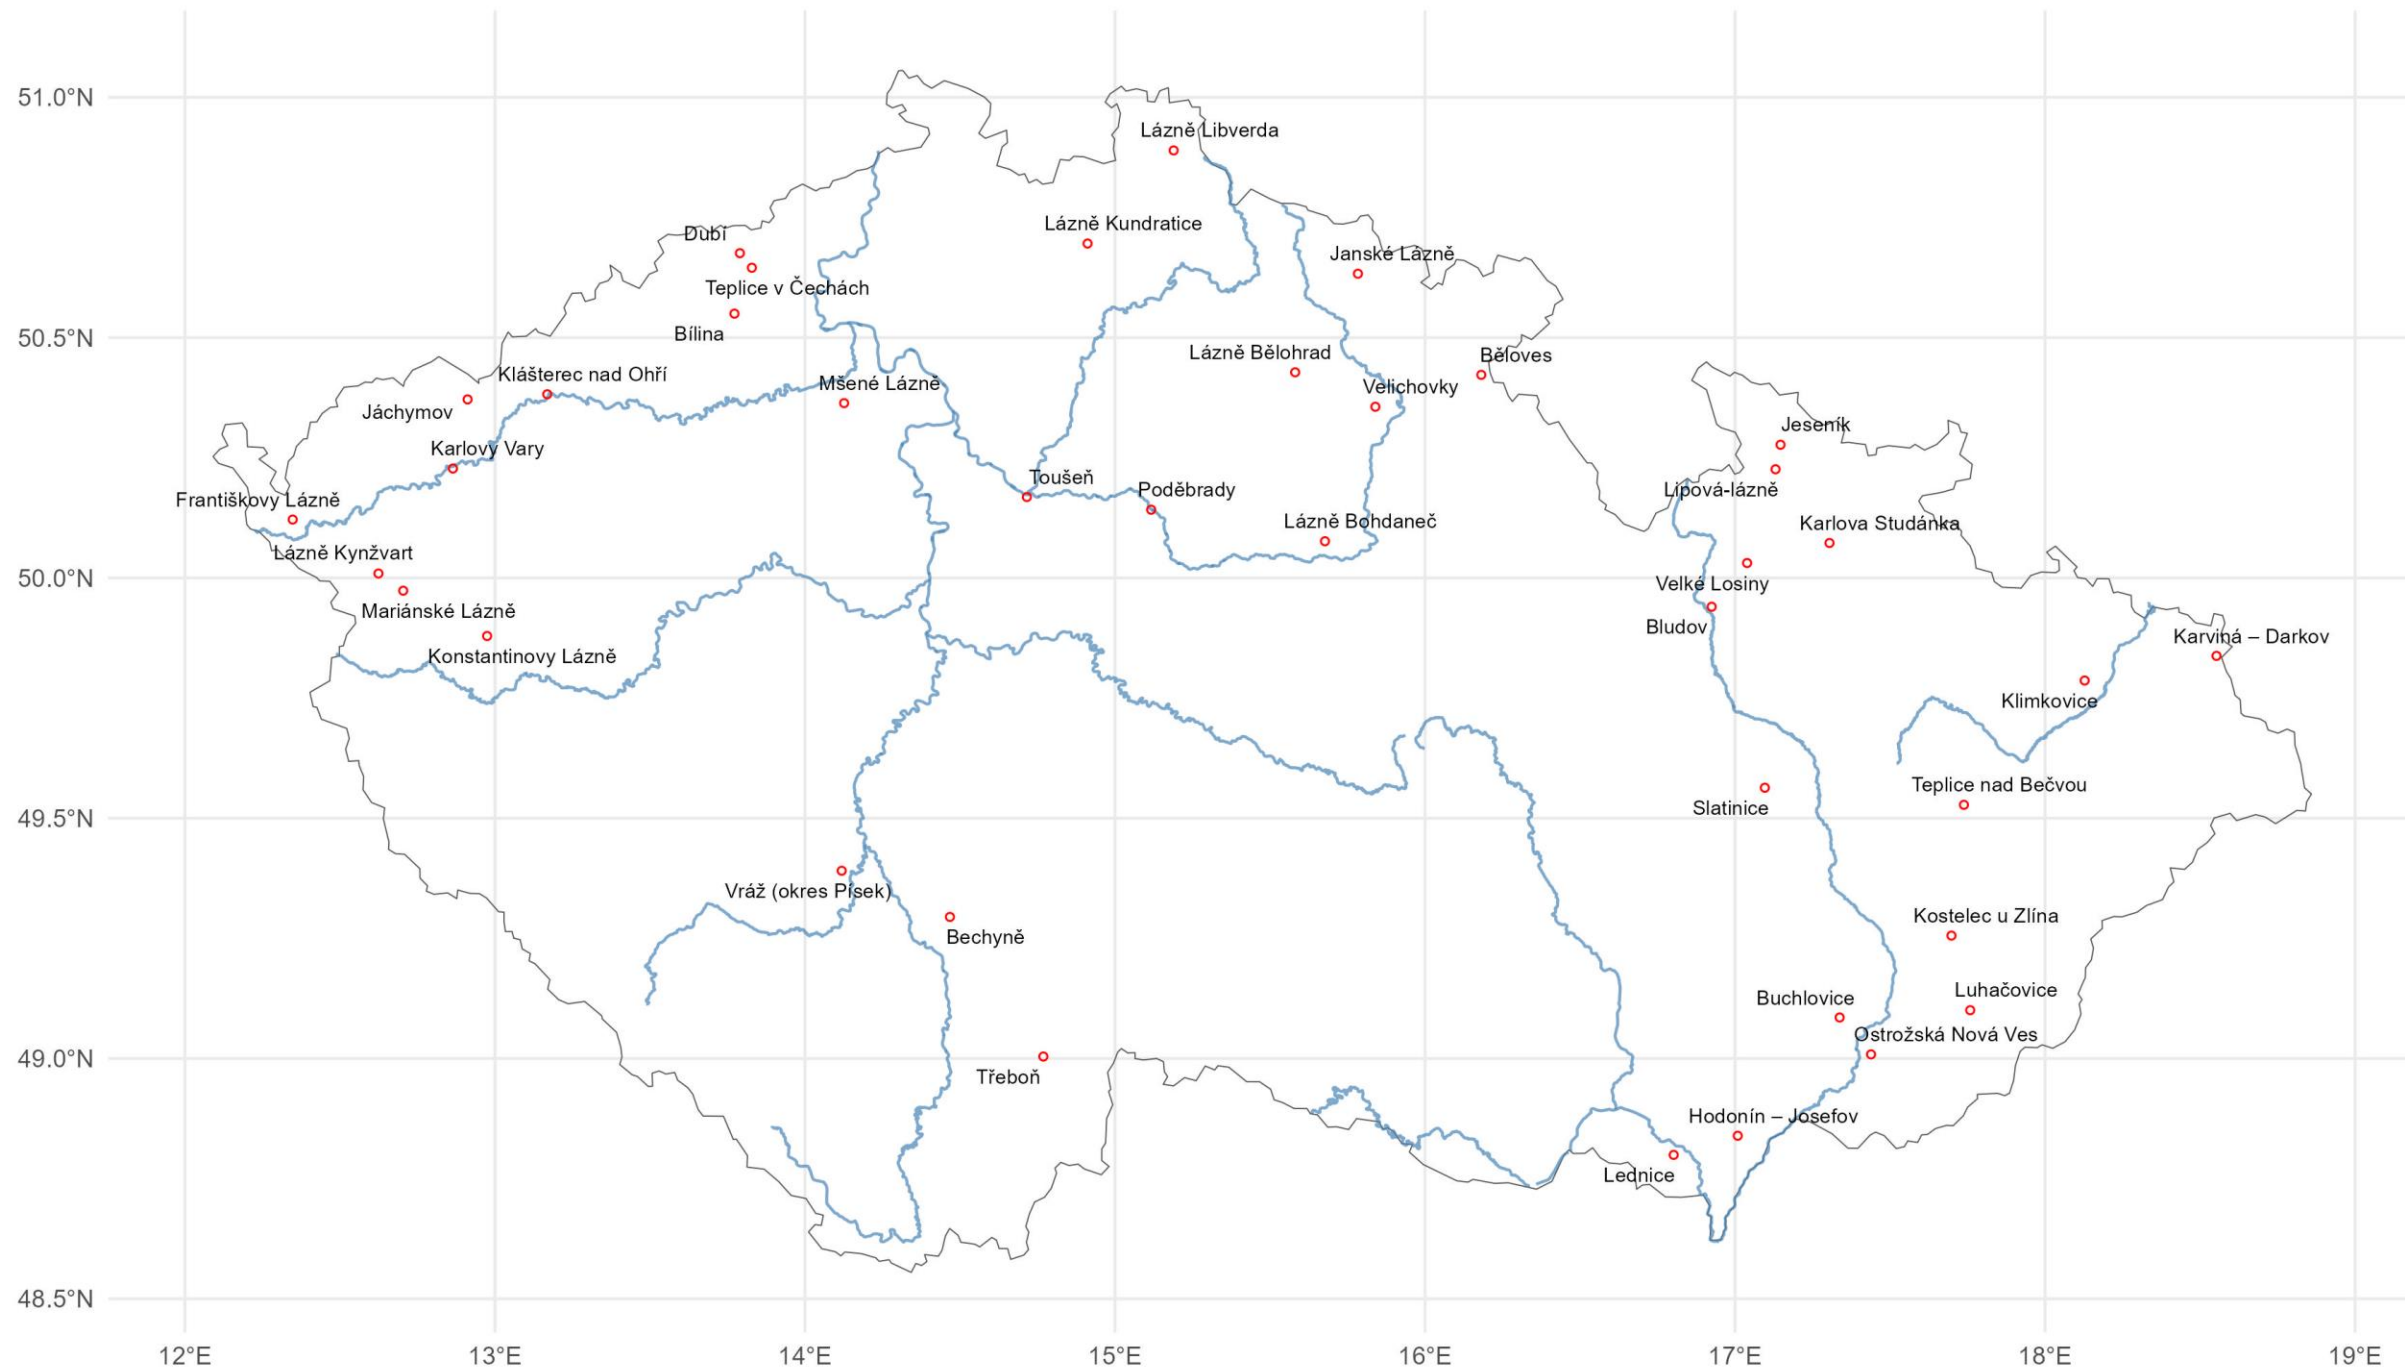 51.0°N
Lázně Libverda
Lázně Kundratice
Dubí
Janské Lázně
Teplice v Čechách
Bílina
50.5°N
Lázně Bělohrad
Běloves
Klášterec nad Ohří
Mšené Lázně
Velichovky
Jáchymov
Jeseník
Karlovy Vary
Toušeň
Poděbrady
Lipová-lázně
Františkovy Lázně
Lázně Bohdaneč
Karlova Studánka
Lázně Kynžvart
50.0°N
Velké Losiny
Mariánské Lázně
Bludov
Karviná – Darkov
Konstantinovy Lázně
Klimkovice
Teplice nad Bečvou
Slatinice
49.5°N
Vráž (okres Písek)
Kostelec u Zlína
Bechyně
Luhačovice
Buchlovice
Ostrožská Nová Ves
49.0°N
Třeboň
Hodonín – Josefov
Lednice
48.5°N
12°E 13°E 14°E 15°E 16°E 17°E 18°E 19°E